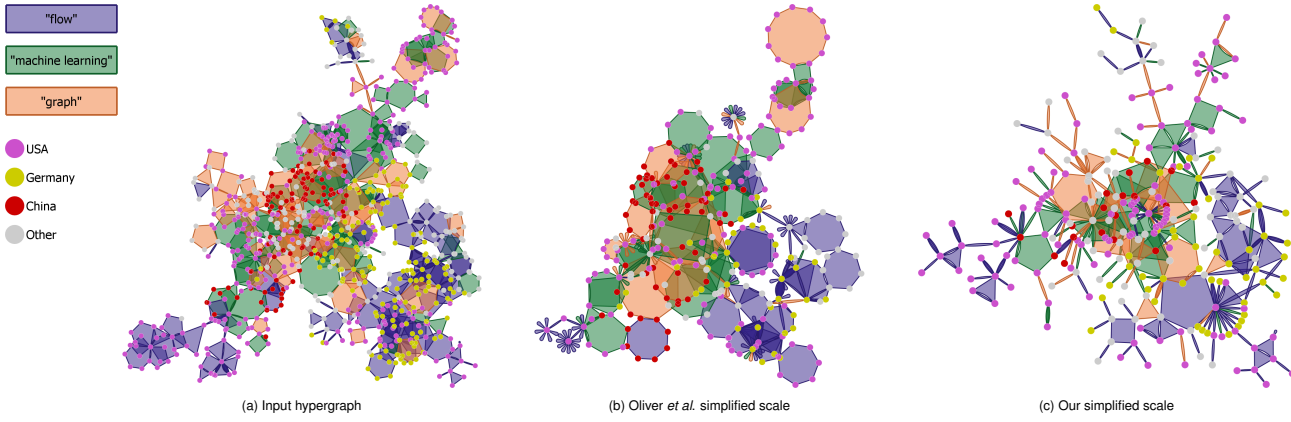 "flow"
"machine learning"
"graph"
USA
Germany
China
Other
(a) Input hypergraph
(b) Oliver et al. simplified scale
(c) Our simplified scale